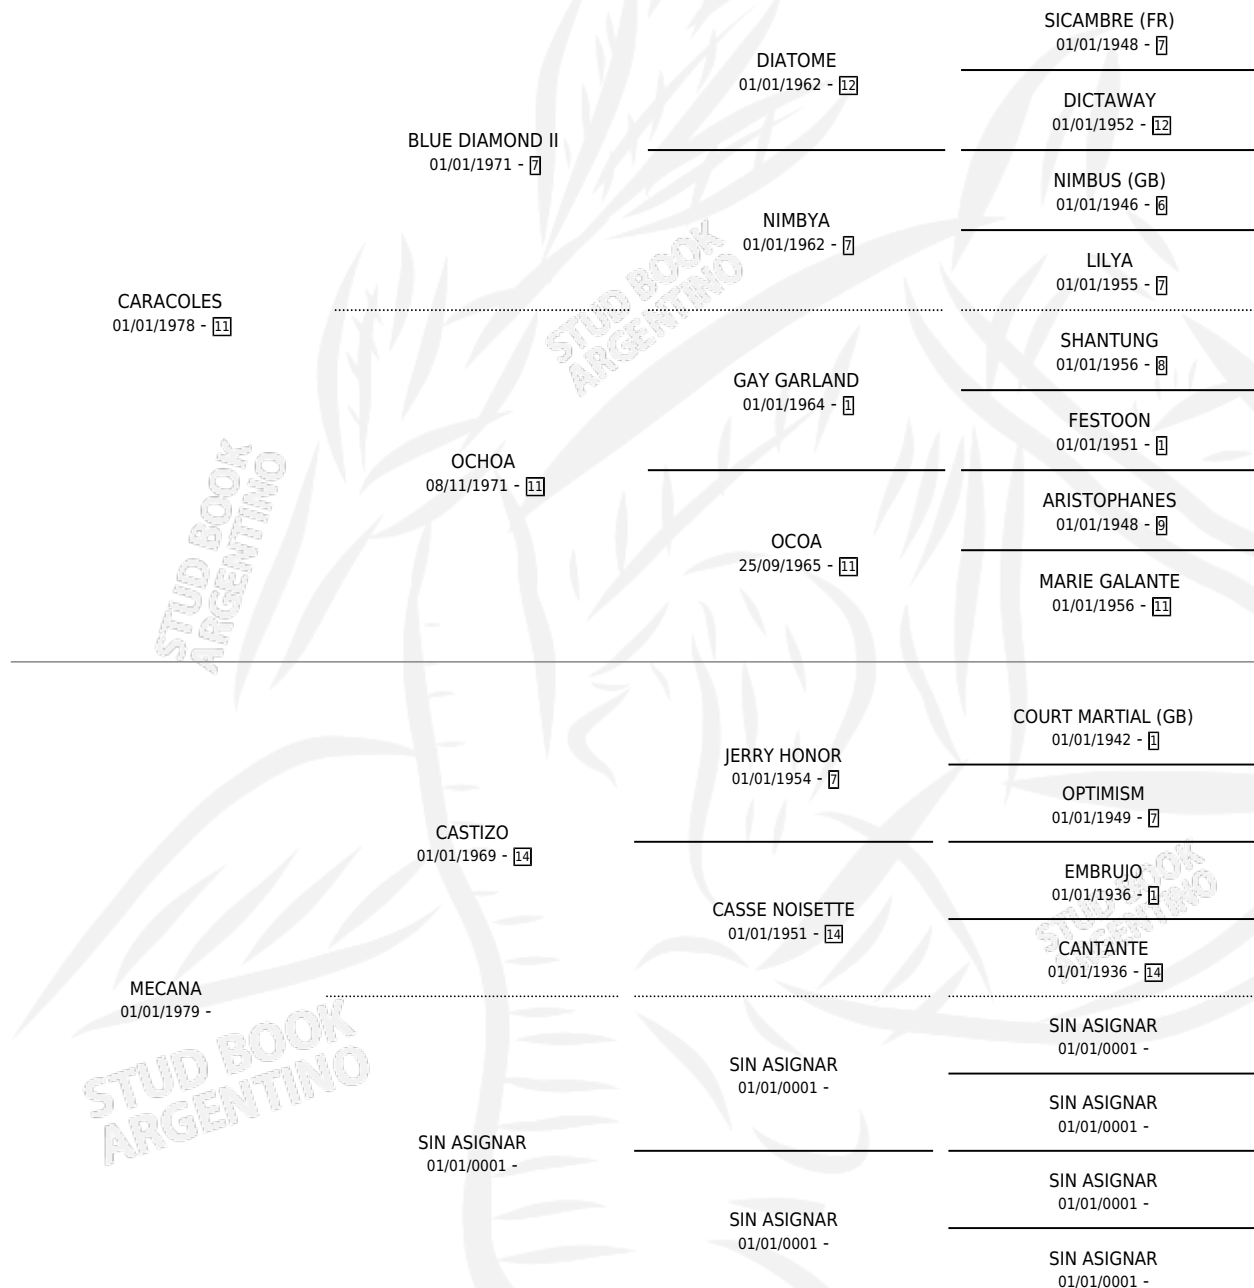 SICAMBRE (FR)
01/01/1948 - 7
DIATOME
01/01/1962 - 12
DICTAWAY
01/01/1952 - 12
BLUE DIAMOND II
01/01/1971 - 7
NIMBUS (GB)
01/01/1946 - 6
NIMBYA
01/01/1962 - 7
LILYA
01/01/1955 - 7
CARACOLES
01/01/1978 - 11
STUD BOOK
ARGENTINO
SHANTUNG
01/01/1956 - 8
GAY GARLAND
01/01/1964 - 1
FESTOON
01/01/1951 - 1
OCHOA
08/11/1971 - 11
ARISTOPHANES
01/01/1948 - 9
OCOA
25/09/1965 - 11
MARIE GALANTE
01/01/1956 - 11
STUD BOOK
ARGENTINO
COURT MARTIAL (GB)
01/01/1942 - 1
JERRY HONOR
01/01/1954 - 7
OPTIMISM
01/01/1949 - 7
CASTIZO
01/01/1969 - 14
EMBRUJO
01/01/1936 - 1
CASSE NOISETTE
01/01/1951 - 14
CANTANTE
01/01/1936 - 14
STUD BOOK
ARGENTINO
MECANA
01/01/1979 -
SIN ASIGNAR
01/01/0001 -
SIN ASIGNAR
01/01/0001 -
SIN ASIGNAR
01/01/0001 -
STUD BOOK
ARGENTINO
SIN ASIGNAR
01/01/0001 -
SIN ASIGNAR
01/01/0001 -
SIN ASIGNAR
01/01/0001 -
SIN ASIGNAR
01/01/0001 -